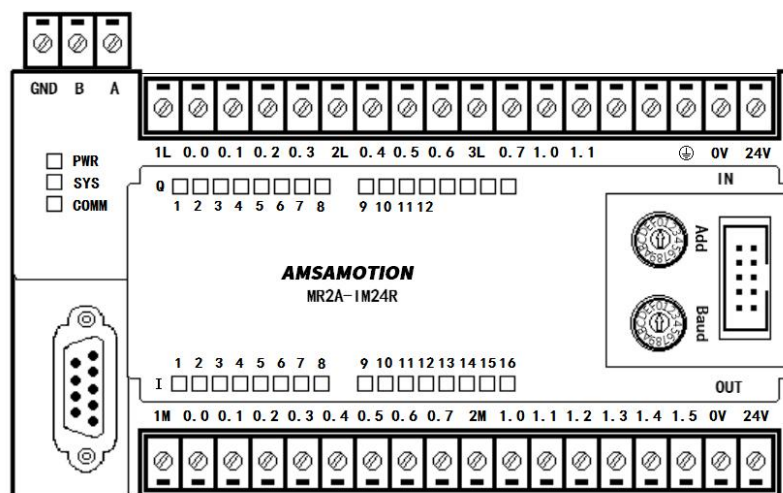 GND B A
1L 0.0 0.1 0.2 0.3 2L 0.4 0.5 0.6 3L 0.7 1.0 1.1 0V 24V
PWR
SYS
COMM
IN
Q
1 2 3 4 5 6 7 8 9 10 11 12
Add
0123456789ABCDEF
AMSAMOTION
MR2A-IM24R
Baud
0123456789ABCDEF
1 2 3 4 5 6 7 8 9 10 11 12 13 14 15 16
I
OUT
1M 0.0 0.1 0.2 0.3 0.4 0.5 0.6 0.7 2M 1.0 1.1 1.2 1.3 1.4 1.5 0V 24V